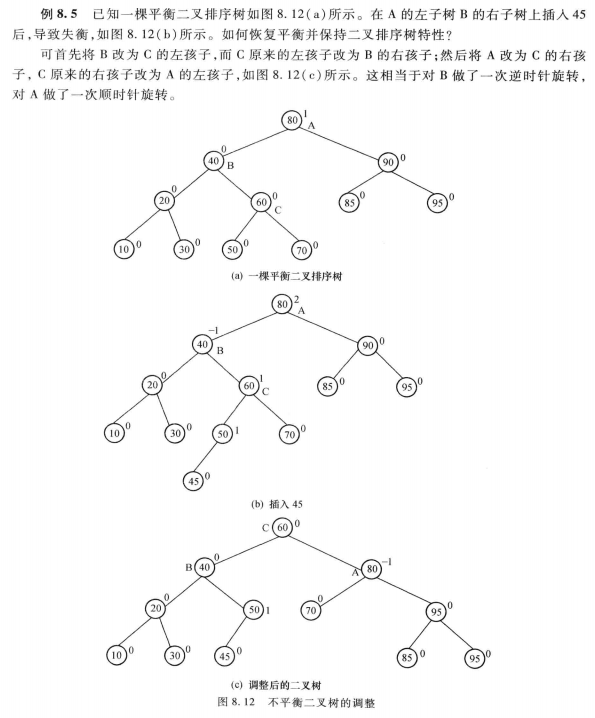 例 8.5 已知一棵平衡二叉排序树如图 8.12(a)所示。在 A 的左子树 B 的右子树上插入 45
后,导致失衡,如图 8.12(b)所示。如何恢复平衡并保持二叉排序树特性?
可首先将 B 改为 C 的左孩子,而 C 原来的左孩子改为 B 的右孩子;然后将 A 改为 C 的右孩
子, C 原来的右孩子改为 A 的左孩子,如图 8.12(c)所示。这相当于对 B 做了一次逆时针旋转,
对 A 做了一次顺时针旋转。
80 1 A
40 0 B 90 0
20 0 60 0 C 85 0 95 0
10 0 30 0 50 0 70 0
(a) 一棵平衡二叉排序树
80 2 A
40 -1 B 90 0
20 0 60 1 C 85 0 95 0
10 0 30 0 50 1 70 0
45 0
(b) 插入 45
C 60 0
B 40 0 A 80 -1
20 0 50 1 70 0 95 0
10 0 30 0 45 0 85 0 95 0
(c) 调整后的二叉树
图 8.12 不平衡二叉树的调整